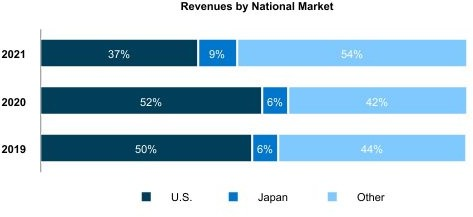 Revenues by National Market
2021 37% 9% 54%
2020 52% 6% 42%
2019 50% 6% 44%
U.S. Japan Other